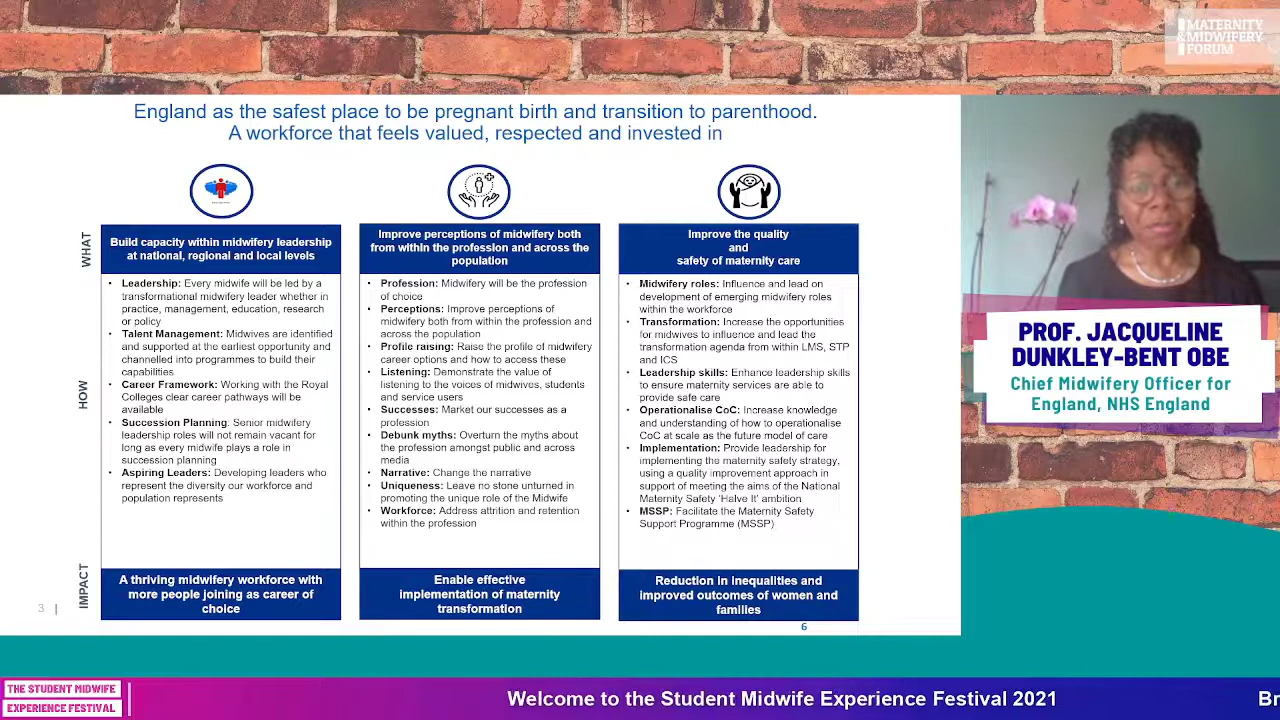 MATERNITY
& MIDWIFERY
FORUM
England as the safest place to be pregnant birth and transition to parenthood.
A workforce that feels valued, respected and invested in
WHAT
Build capacity within midwifery leadership
at national, regional and local levels
HOW
• Leadership: Every midwife will be led by a
transformational midwifery leader whether in
practice, management, education, research
or policy
• Talent Management: Midwives are identified
and supported at the earliest opportunity and
channelled into programmes to build their
capabilities
• Career Framework: Working with the Royal
Colleges clear career pathways will be
available
• Succession Planning: Senior midwifery
leadership roles will not remain vacant for
long as every midwife plays a role in
succession planning
• Aspiring Leaders: Developing leaders who
represent the diversity our workforce and
population represents
IMPACT
A thriving midwifery workforce with
more people joining as career of
choice
Improve perceptions of midwifery both
from within the profession and across the
population
• Profession: Midwifery will be the profession
of choice
• Perceptions: Improve perceptions of
midwifery both from within the profession and
across the population
• Profile raising: Raise the profile of midwifery
career options and how to access these
• Listening: Demonstrate the value of
listening to the voices of midwives, students
and service users
• Successes: Market our successes as a
profession
• Debunk myths: Overturn the myths about
the profession amongst public and across
media
• Narrative: Change the narrative
• Uniqueness: Leave no stone unturned in
promoting the unique role of the Midwife
• Workforce: Address attrition and retention
within the profession
Enable effective
implementation of maternity
transformation
Improve the quality
and
safety of maternity care
• Midwifery roles: Influence and lead on
development of emerging midwifery roles
within the workforce
• Transformation: Increase the opportunities
for midwives to influence and lead the
transformation agenda from within LMS, STP
and ICS
• Leadership skills: Enhance leadership skills
to ensure maternity services are able to
provide safe care
• Operationalise CoC: Increase knowledge
and understanding of how to operationalise
CoC at scale as the future model of care
• Implementation: Provide leadership for
implementing the maternity safety strategy,
using a quality improvement approach in
support of meeting the aims of the National
Maternity Safety 'Halve It' ambition
• MSSP: Facilitate the Maternity Safety
Support Programme (MSSP)
Reduction in inequalities and
improved outcomes of women and
families
3 |
6
PROF. JACQUELINE
DUNKLEY-BENT OBE
Chief Midwifery Officer for
England, NHS England
THE STUDENT MIDWIFE
EXPERIENCE FESTIVAL
Welcome to the Student Midwife Experience Festival 2021